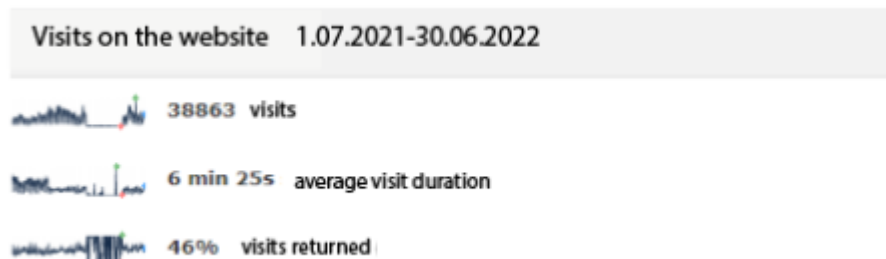 Visits on the website 1.07.2021-30.06.2022
38863 visits
6 min 25s average visit duration
46% visits returned